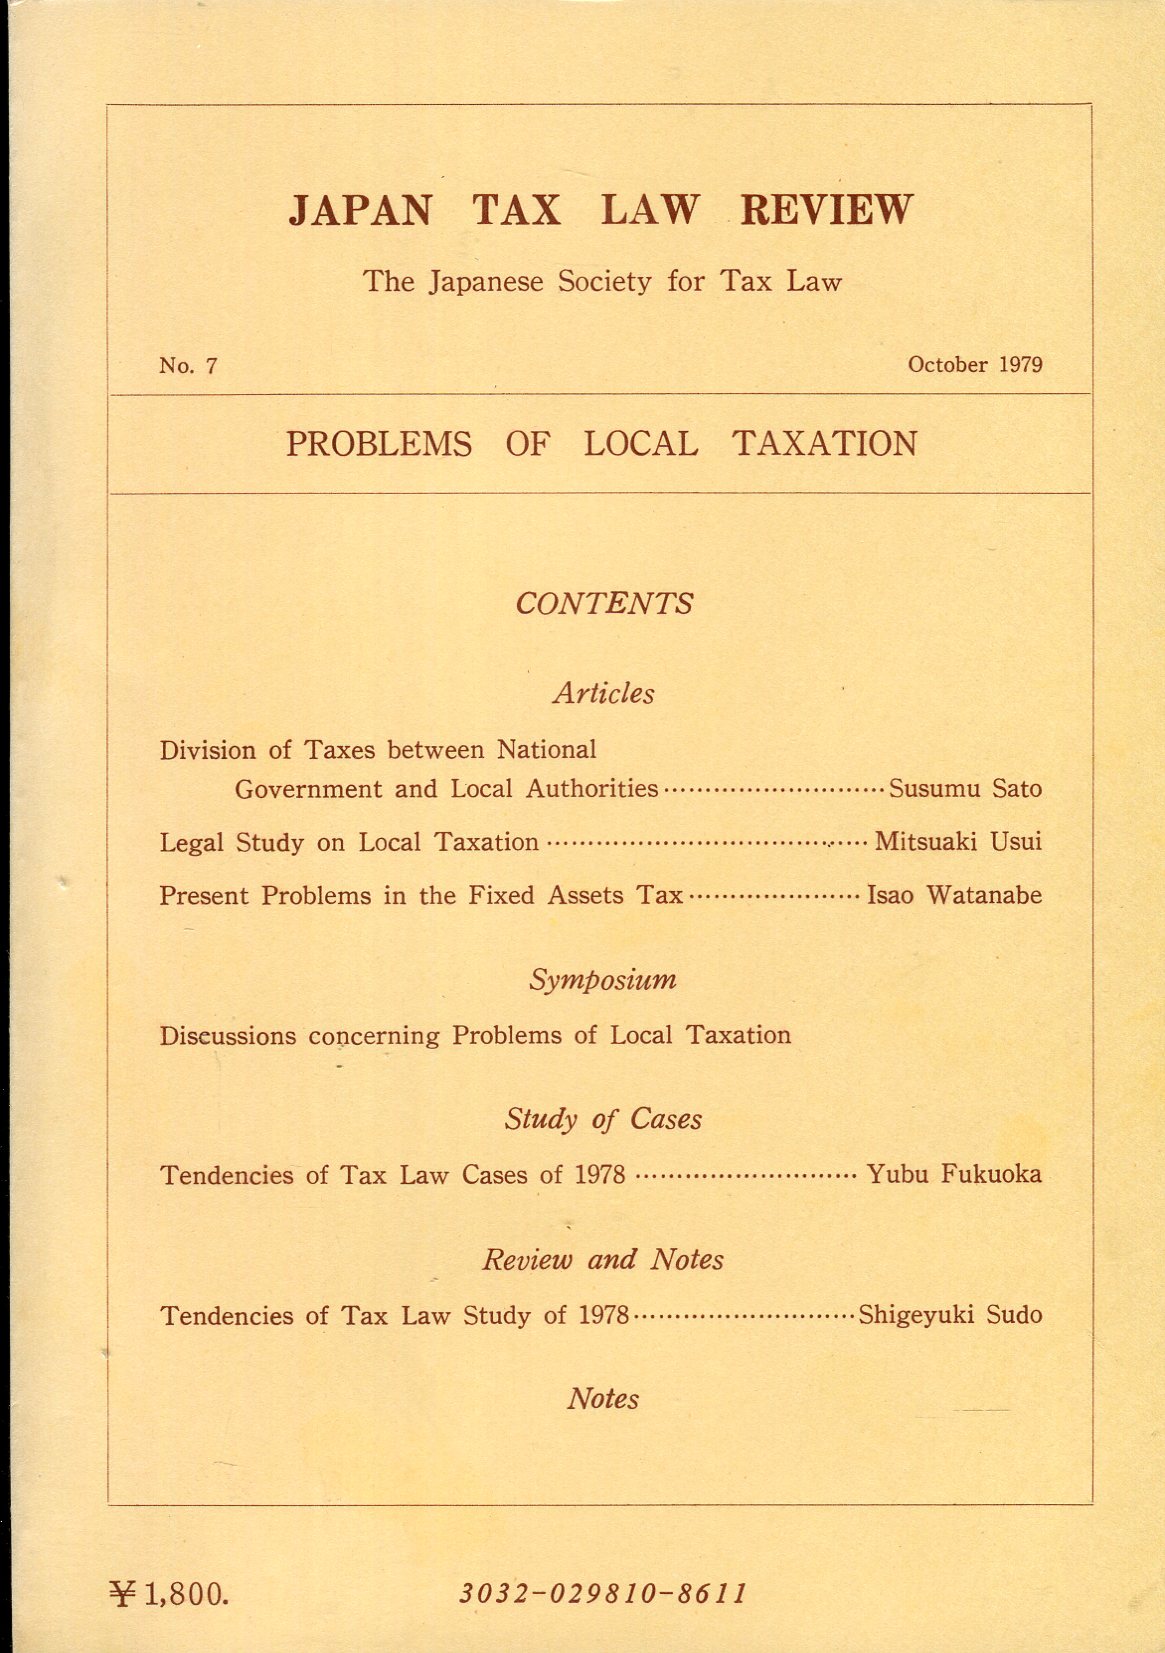 JAPAN TAX LAW REVIEW
The Japanese Society for Tax Law
No. 7 October 1979
PROBLEMS OF LOCAL TAXATION
CONTENTS
Articles
Division of Taxes between National
Government and Local Authorities··························Susumu Sato
Legal Study on Local Taxation······································Mitsuaki Usui
Present Problems in the Fixed Assets Tax····················Isao Watanabe
Symposium
Discussions concerning Problems of Local Taxation
Study of Cases
Tendencies of Tax Law Cases of 1978··························Yubu Fukuoka
Review and Notes
Tendencies of Tax Law Study of 1978··························Shigeyuki Sudo
Notes
¥1,800. 3032-029810-8611